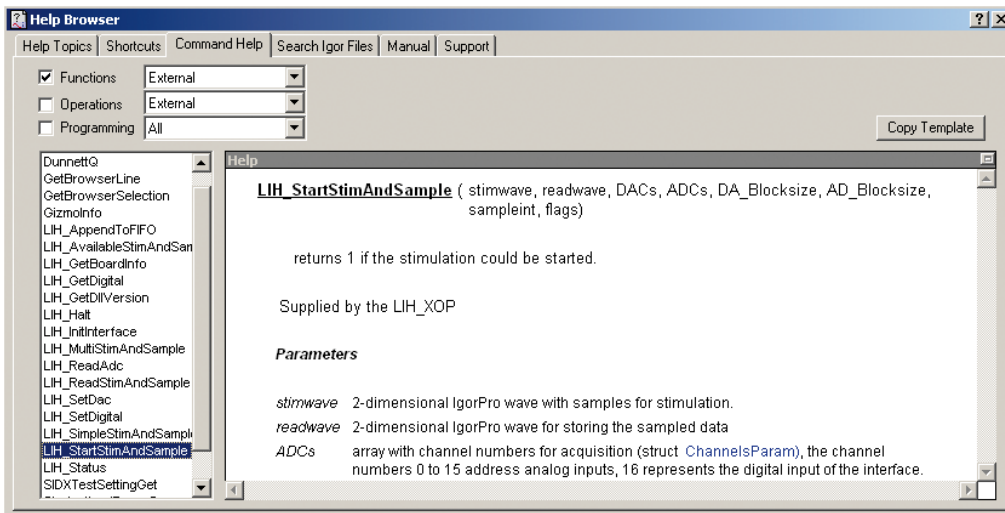 Help Browser
Help Topics Shortcuts Command Help Search Igor Files Manual Support
Functions External
Operations External
Programming All
Copy Template
DunnettQ
GetBrowserLine
GetBrowserSelection
GizmoInfo
LIH_AppendToFIFO
LIH_AvailableStimAndSan
LIH_GetBoardInfo
LIH_GetDigital
LIH_GetDllVersion
LIH_Halt
LIH_InitInterface
LIH_MultiStimAndSample
LIH_ReadAdc
LIH_ReadStimAndSample
LIH_SetDac
LIH_SetDigital
LIH_SimpleStimAndSample
LIH_StartStimAndSample
LIH_Status
SIDXTestSettingGet
Help
LIH_StartStimAndSample ( stimwave, readwave, DACs, ADCs, DA_Blocksize, AD_Blocksize,
sampleint, flags)
returns 1 if the stimulation could be started.
Supplied by the LIH_XOP
Parameters
stimwave 2-dimensional IgorPro wave with samples for stimulation.
readwave 2-dimensional IgorPro wave for storing the sampled data
ADCs array with channel numbers for acquisition (struct ChannelsParam), the channel
numbers 0 to 15 address analog inputs, 16 represents the digital input of the interface.